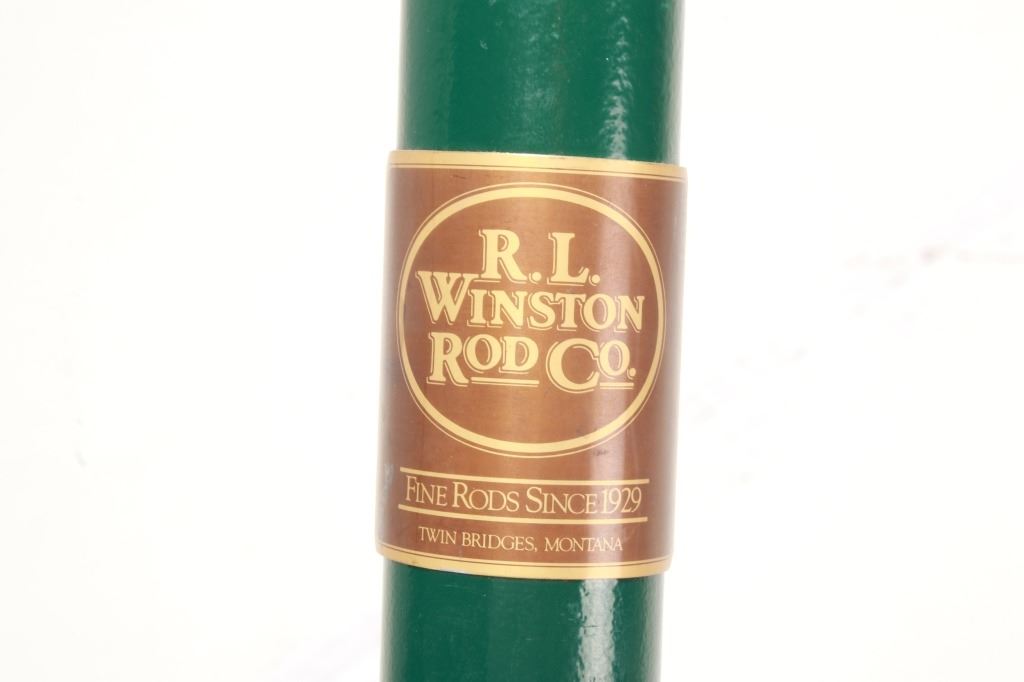 R. L.
WINSTON
ROD CO.
FINE RODS SINCE 1929
TWIN BRIDGES, MONTANA